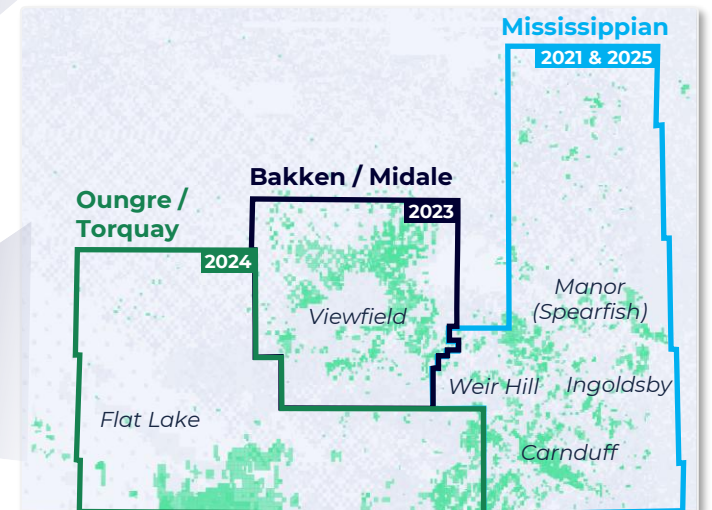 Mississippian
2021 & 2025
Bakken / Midale
2023
Oungre /
Torquay
2024
Manor
(Spearfish)
Viewfield
Weir Hill
Ingoldsby
Flat Lake
Carnduff